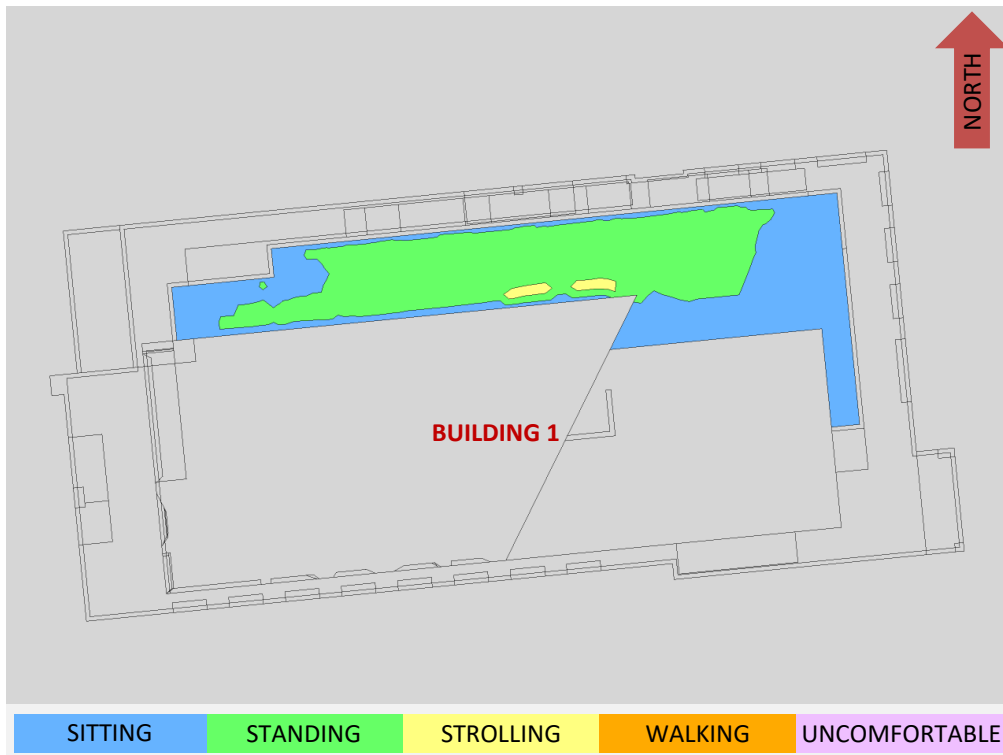 NORTH
BUILDING 1
SITTING
STANDING
STROLLING
WALKING
UNCOMFORTABLE